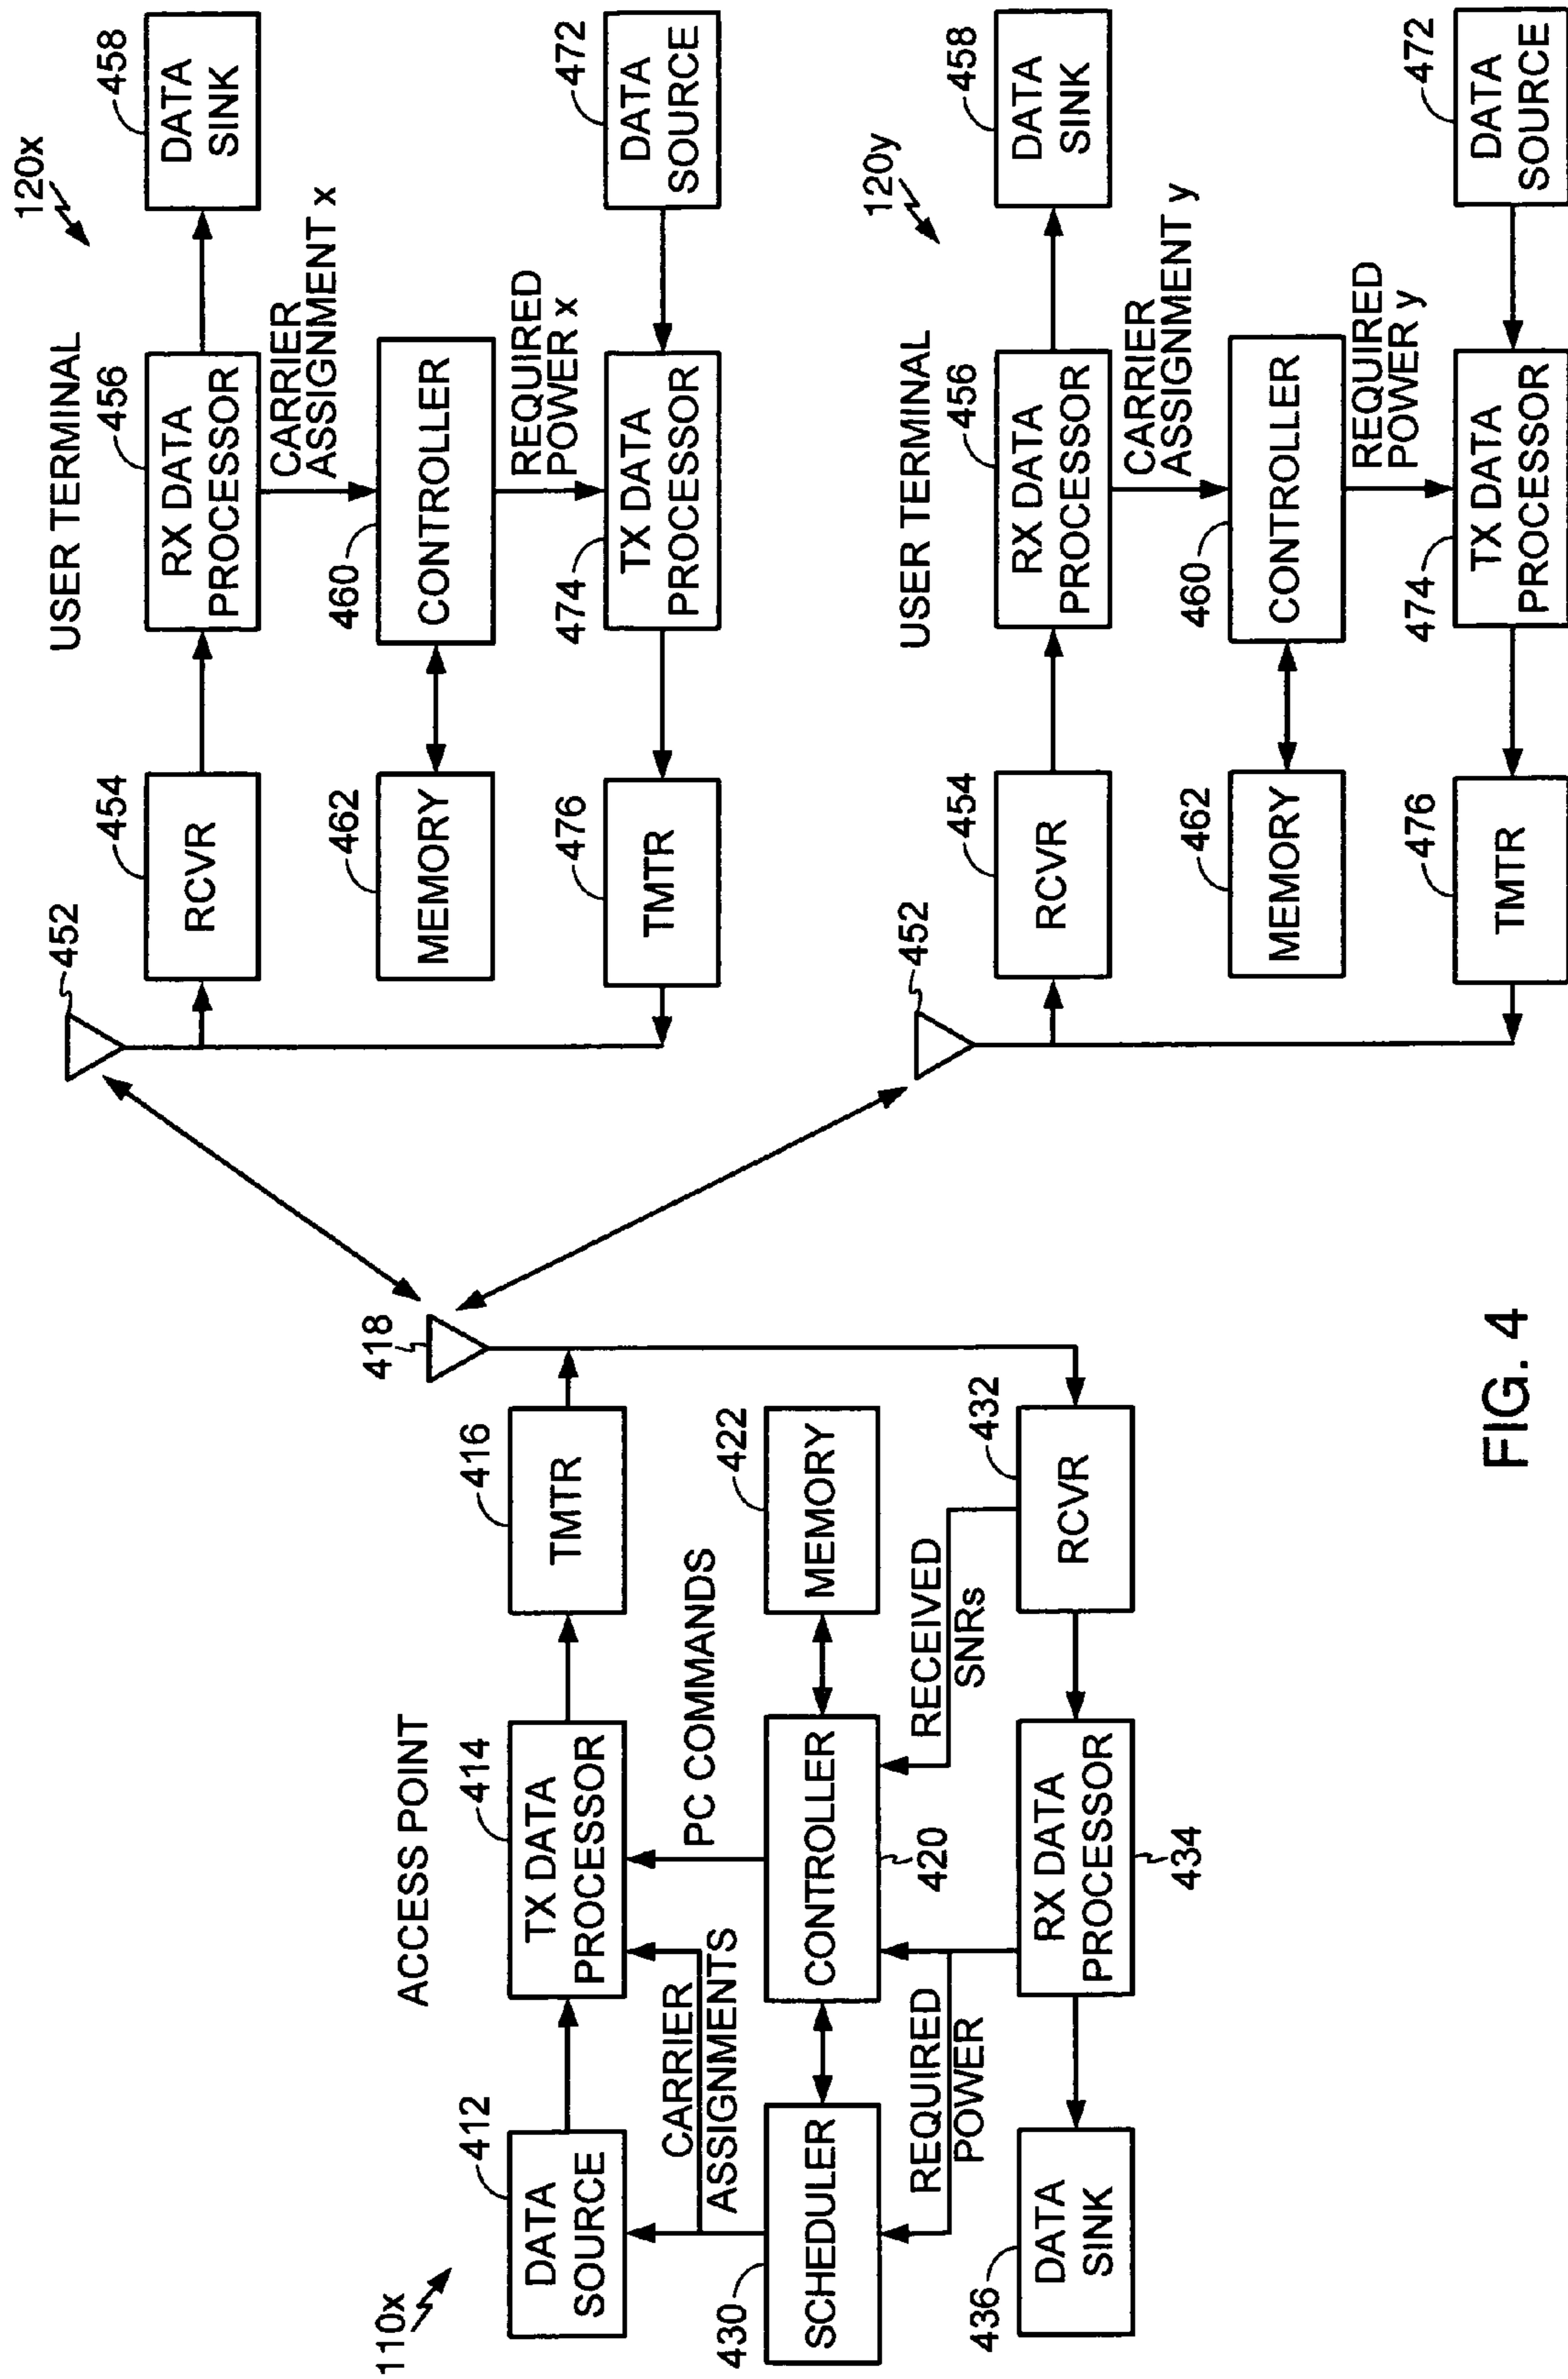 110x
ACCESS POINT
412
DATA
SOURCE
414
TX DATA
PROCESSOR
416
TMTR
418
CARRIER
ASSIGNMENTS
PC COMMANDS
430
SCHEDULER
CONTROLLER
420
422
MEMORY
REQUIRED
POWER
RECEIVED
SNRs
436
DATA
SINK
RX DATA
PROCESSOR
434
432
RCVR
USER TERMINAL
120x
452
454
RCVR
456
RX DATA
PROCESSOR
458
DATA
SINK
CARRIER
ASSIGNMENT x
462
MEMORY
460
CONTROLLER
REQUIRED
POWER x
476
TMTR
474
TX DATA
PROCESSOR
472
DATA
SOURCE
USER TERMINAL
120y
452
454
RCVR
456
RX DATA
PROCESSOR
458
DATA
SINK
CARRIER
ASSIGNMENT y
462
MEMORY
460
CONTROLLER
REQUIRED
POWER y
476
TMTR
474
TX DATA
PROCESSOR
472
DATA
SOURCE
FIG. 4